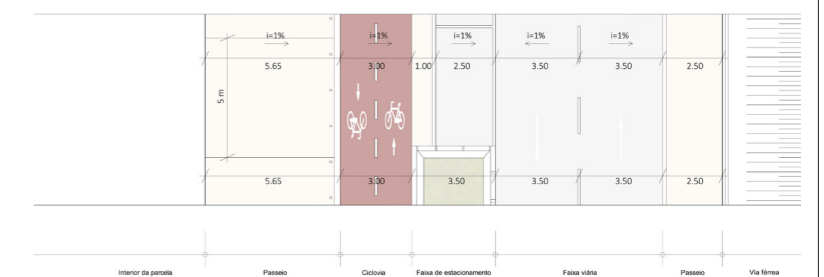 i=1% i=1% i=1% i=1% i=1%
5.65 3.00 1.00 2.50 3.50 3.50 2.50
5 m
5.65 3.00 3.50 3.50 3.50 2.50
Interior da parcela Passeio Ciclovia Faixa de estacionamento Faixa viária Passeio Via férrea